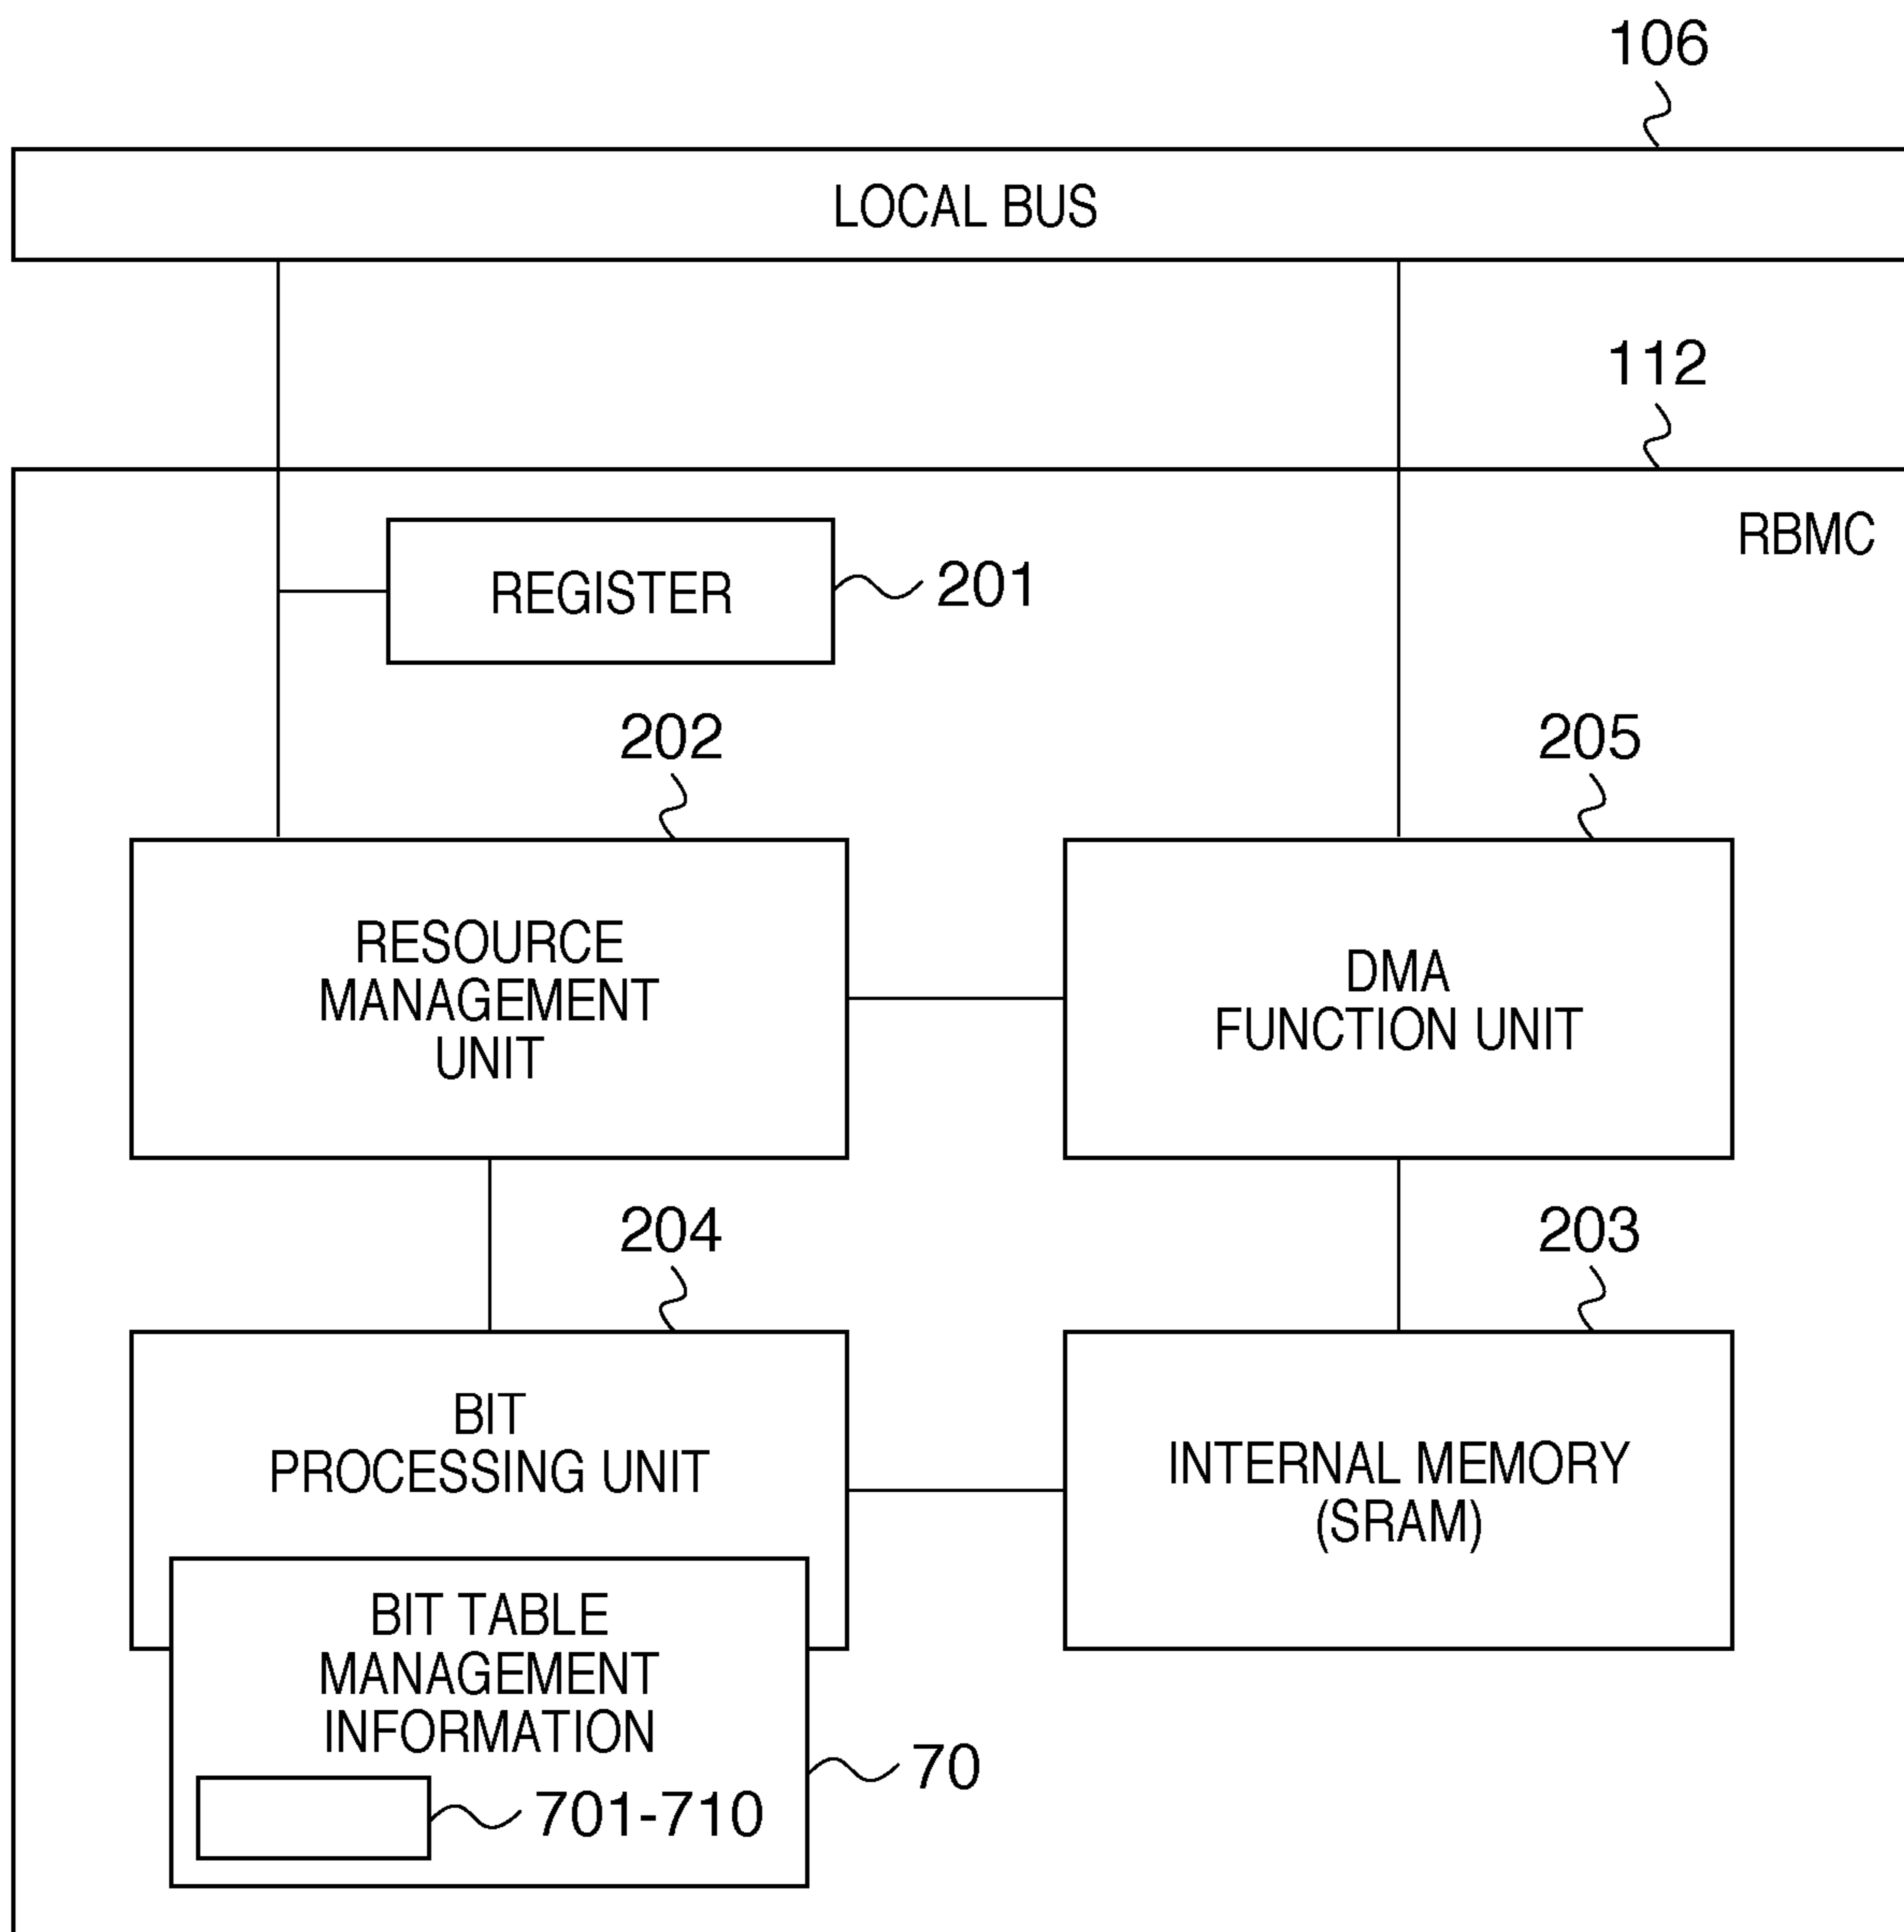 106
LOCAL BUS
112
RBMC
REGISTER
201
202
205
RESOURCE
MANAGEMENT
UNIT
DMA
FUNCTION UNIT
204
203
BIT
PROCESSING UNIT
INTERNAL MEMORY
(SRAM)
BIT TABLE
MANAGEMENT
INFORMATION
70
701-710